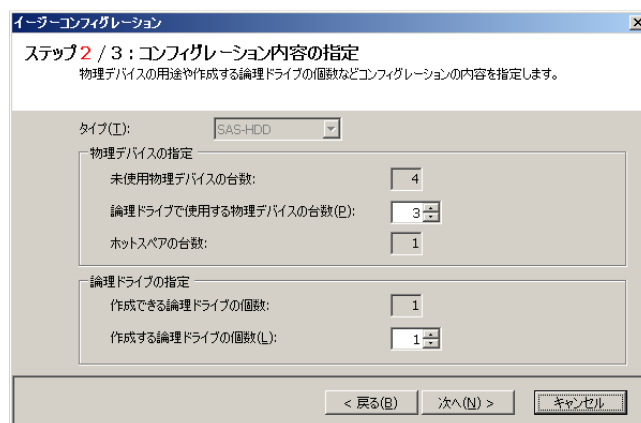 イージーコンフィグレーション
ステップ2 / 3 : コンフィグレーション内容の指定
物理デバイスの用途や作成する論理ドライブの個数などコンフィグレーションの内容を指定します。
タイプ(T): SAS-HDD
物理デバイスの指定
未使用物理デバイスの台数: 4
論理ドライブで使用する物理デバイスの台数(P): 3
ホットスペアの台数: 1
論理ドライブの指定
作成できる論理ドライブの個数: 1
作成する論理ドライブの個数(L): 1
< 戻る(B) 次へ(N) > キャンセル